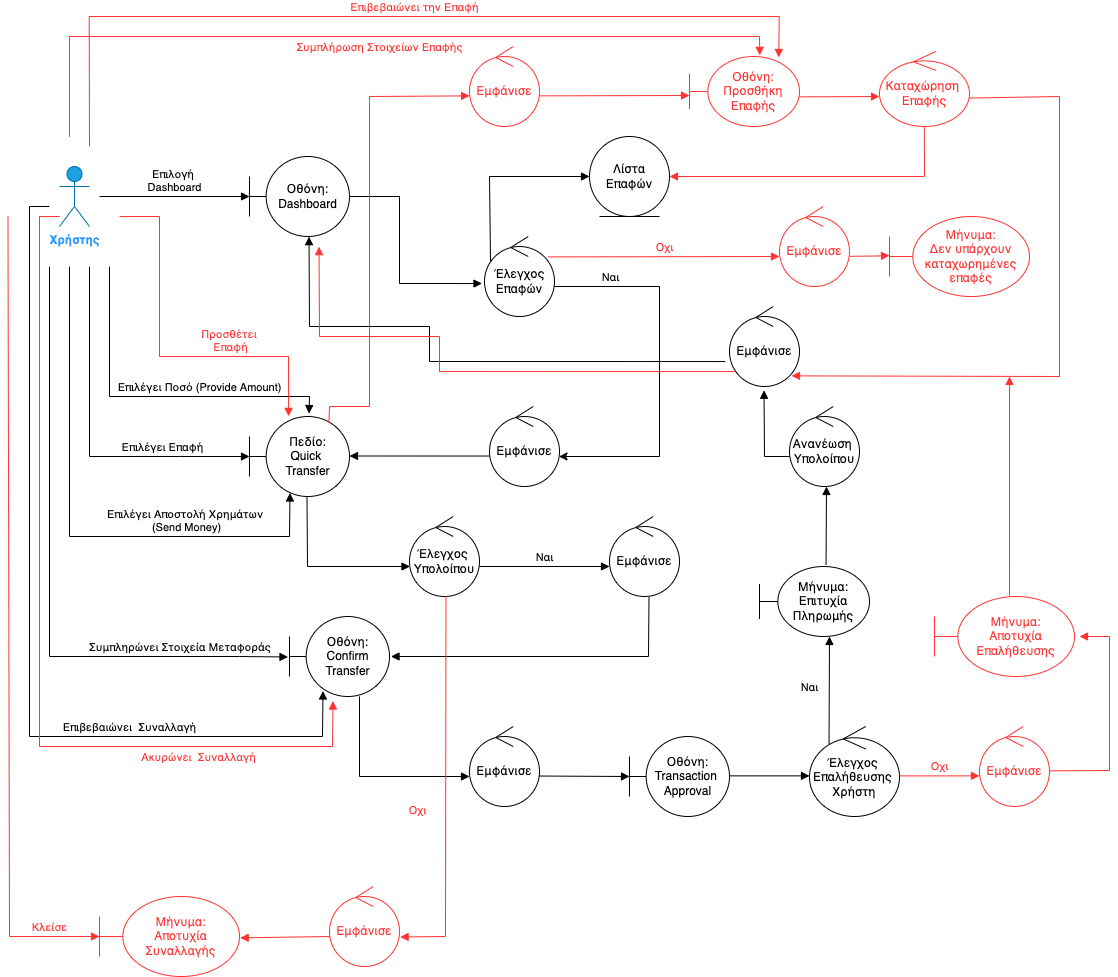 Επιβεβαιώνει την Επαφή
Συμπλήρωση Στοιχείων Επαφής
Εμφάνισε
Οθόνη:
Προσθήκη
Επαφής
Καταχώρηση
Επαφής
Επιλογή
Dashboard
Οθόνη:
Dashboard
Λίστα
Επαφών
Χρήστης
Έλεγχος
Επαφών
Οχι
Εμφάνισε
Μήνυμα:
Δεν υπάρχουν
καταχωρημένες
επαφές
Ναι
Προσθέτει
Επαφή
Εμφάνισε
Επιλέγει Ποσό (Provide Amount)
Επιλέγει Επαφή
Πεδίο:
Quick
Transfer
Εμφάνισε
Ανανέωση
Υπολοίπου
Επιλέγει Αποστολή Χρημάτων
(Send Money)
Έλεγχος
Υπολοίπου
Ναι
Εμφάνισε
Μήνυμα:
Επιτυχία
Πληρωμής
Μήνυμα:
Αποτυχία
Επαλήθευσης
Συμπληρώνει Στοιχεία Μεταφοράς
Οθόνη:
Confirm
Transfer
Ναι
Επιβεβαιώνει  Συναλλαγή
Ακυρώνει  Συναλλαγή
Εμφάνισε
Οθόνη:
Transaction
Approval
Έλεγχος
Επαλήθευσης
Χρήστη
Οχι
Εμφάνισε
Οχι
Κλείσε
Μήνυμα:
Αποτυχία
Συναλλαγής
Εμφάνισε